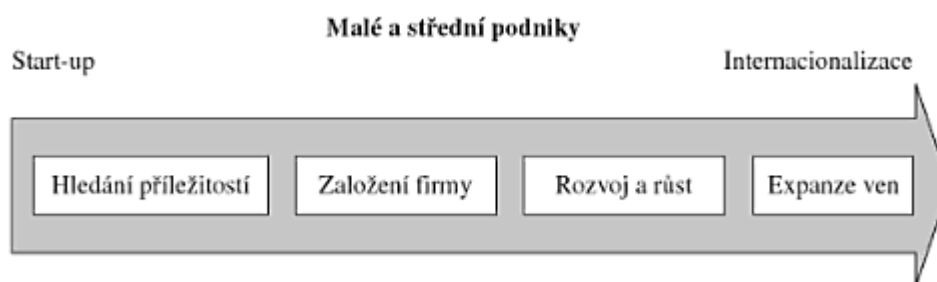 Malé a střední podniky
Start-up
Internacionalizace
Hledání příležitostí
Založení firmy
Rozvoj a růst
Expanze ven